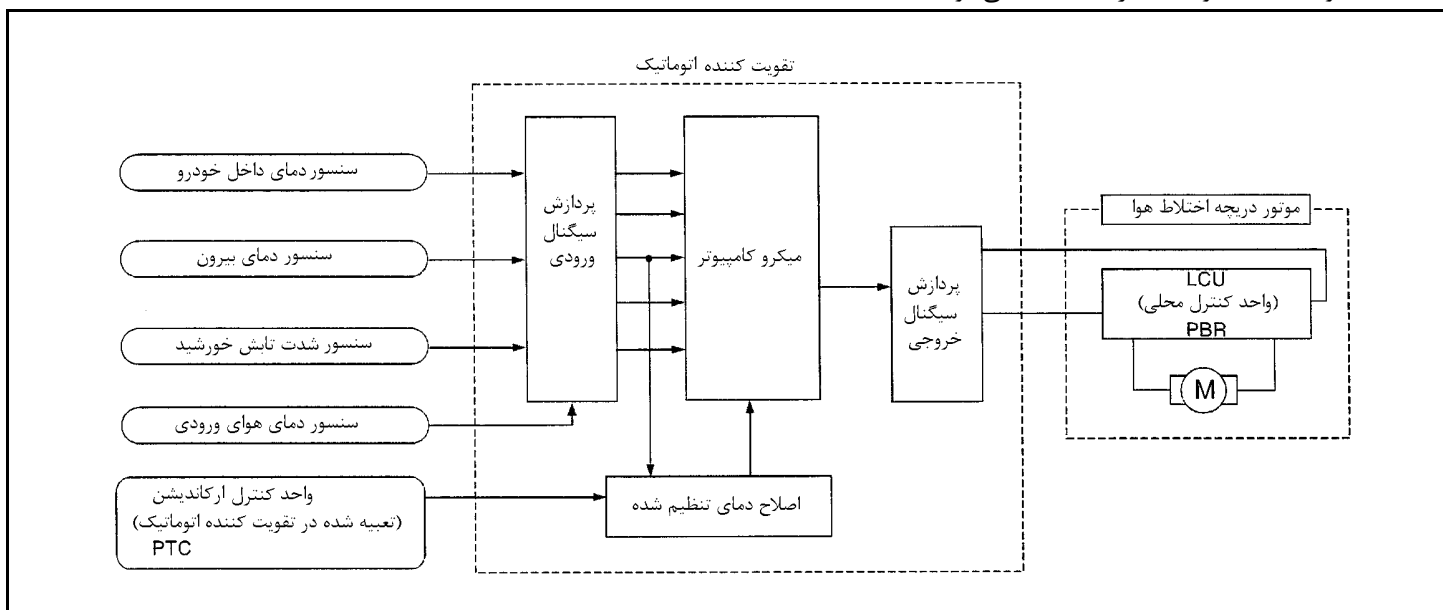 تقویت کننده اتوماتیک
سنسور دمای داخل خودرو
سنسور دمای بیرون
سنسور شدت تابش خورشید
سنسور دمای هوای ورودی
واحد کنترل ارکاندیشن
(تعبیه شده در تقویت کننده اتوماتیک)
PTC
پردازش
سیگنال
ورودی
میکرو کامپیوتر
اصلاح دمای تنظیم شده
پردازش
سیگنال
خروجی
موتور دریچه اختلاط هوا
LCU
(واحد کنترل محلی)
PBR
M